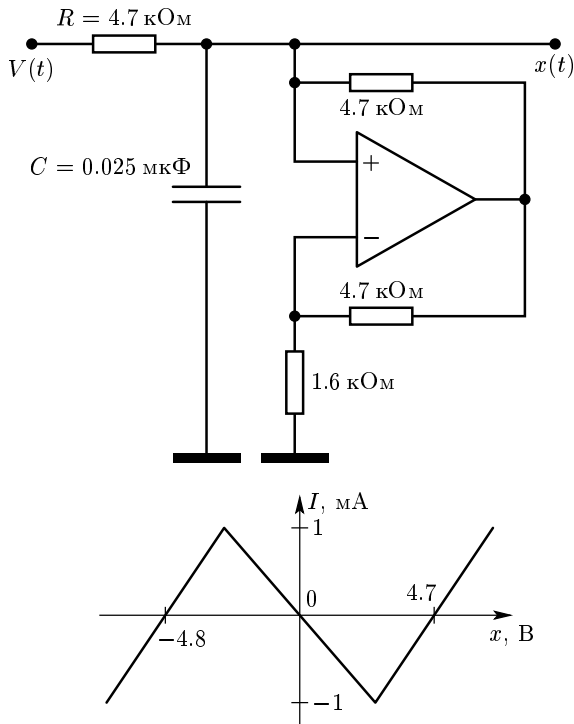 R = 4.7 кОм
V(t)
x(t)
4.7 кОм
C = 0.025 мкФ
+
−
4.7 кОм
1.6 кОм
I, мА
1
0
4.7
−4.8
x, В
−1